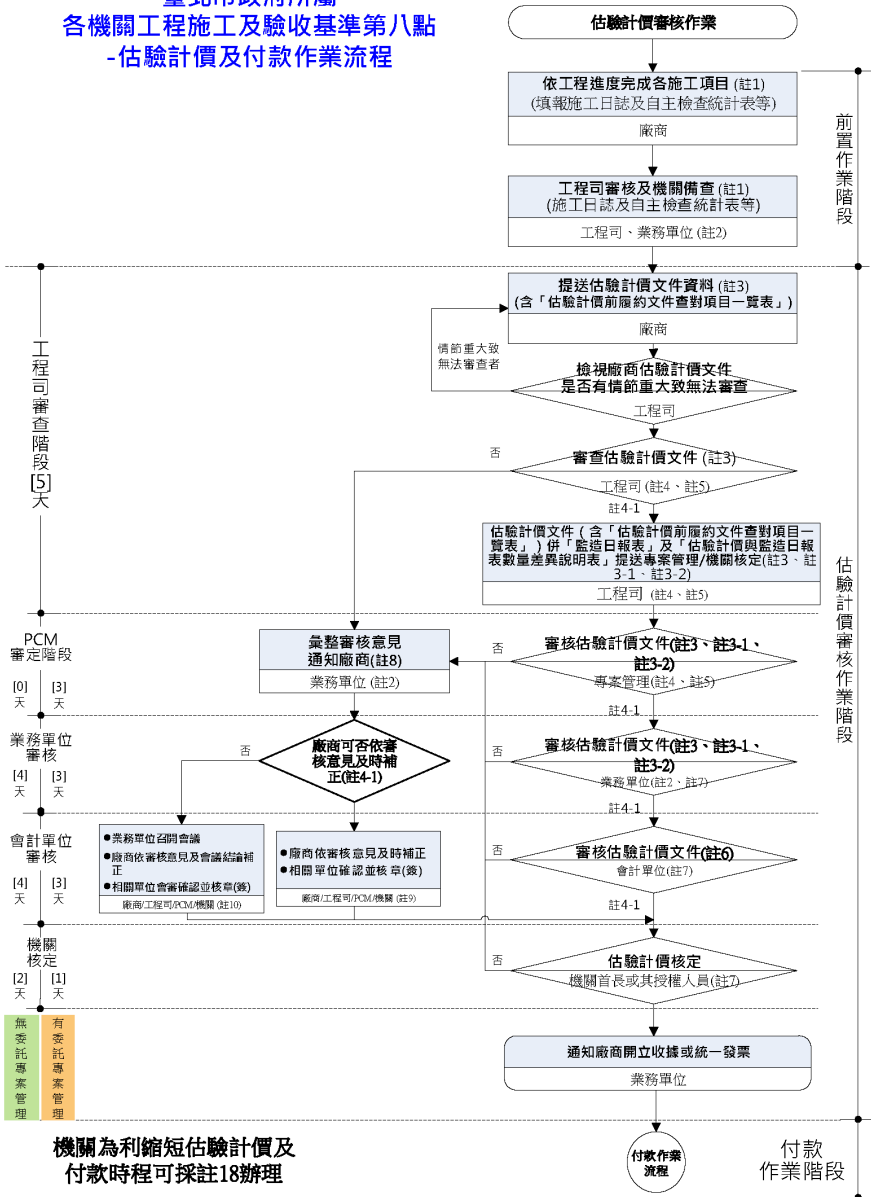 臺北市政府所屬
各機關工程施工及驗收基準第八點
-估驗計價及付款作業流程
估驗計價審核作業
依工程進度完成各施工項目(註1)
(填報施工日誌及自主檢查統計表等)
廠商
前置作業階段
工程司審核及機關備查(註1)
(施工日誌及自主檢查統計表等)
工程司、業務單位(註2)
提送估驗計價文件資料(註3)
(含「估驗計價前履約文件查對項目一覽表」)
廠商
情節重大致
無法審查者
檢視廠商估驗計價文件
是否有情節重大致無法審查
工程司
工程司審查階段
[5]
天
否
審查估驗計價文件(註3)
工程司(註4、註5)
註4-1
估驗計價文件(含「估驗計價前履約文件查對項目一
覽表」)併「監造日報表」及「估驗計價與監造日報
表數量差異說明表」提送專案管理/機關核定(註3、註
3-1、註3-2)
工程司 (註4、註5)
估驗計價審核作業階段
PCM
審定階段
[0]
天
[3]
天
彙整審核意見
通知廠商(註8)
業務單位(註2)
否
審核估驗計價文件(註3、註3-1、
註3-2)
專案管理(註4、註5)
註4-1
業務單位
審核
[4]
天
[3]
天
否
廠商可否依審
核意見及時補
正(註4-1)
否
審核估驗計價文件(註3、註3-1、
註3-2)
業務單位(註2、註7)
註4-1
會計單位
審核
[4]
天
[3]
天
●業務單位召開會議
●廠商依審核意見及會議結論補
正
●相關單位會審確認並核章(簽)
廠商/工程司/PCM/機關 (註10)
●廠商依審核意見及時補正
●相關單位確認並核章(簽)
廠商/工程司/PCM/機關 (註9)
否
審核估驗計價文件(註6)
會計單位(註7)
註4-1
機關
核定
[2]
天
[1]
天
否
估驗計價核定
機關首長或其授權人員(註7)
無委託專案管理
有委託專案管理
通知廠商開立收據或統一發票
業務單位
機關為利縮短估驗計價及
付款時程可採註18辦理
付款作業
流程
付款
作業階段